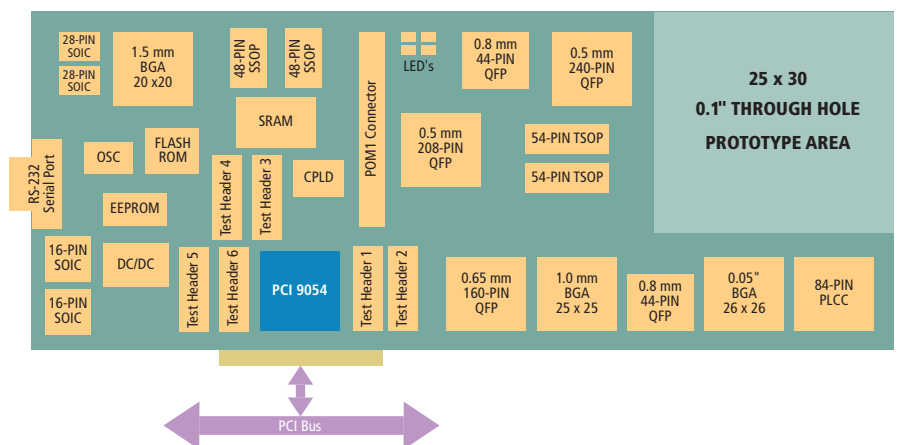 28-PIN
SOIC
28-PIN
SOIC
1.5 mm
BGA
20 x20
48-PIN
SSOP
48-PIN
SSOP
POM1 Connector
LED's
0.8 mm
44-PIN
QFP
0.5 mm
240-PIN
QFP
25 x 30
0.1" THROUGH HOLE
PROTOTYPE AREA
SRAM
0.5 mm
208-PIN
QFP
54-PIN TSOP
54-PIN TSOP
RS-232
Serial Port
OSC
FLASH
ROM
Test Header 4
Test Header 3
CPLD
EEPROM
16-PIN
SOIC
16-PIN
SOIC
DC/DC
Test Header 5
Test Header 6
PCI 9054
Test Header 1
Test Header 2
0.65 mm
160-PIN
QFP
1.0 mm
BGA
25 x 25
0.8 mm
44-PIN
QFP
0.05"
BGA
26 x 26
84-PIN
PLCC
PCI Bus